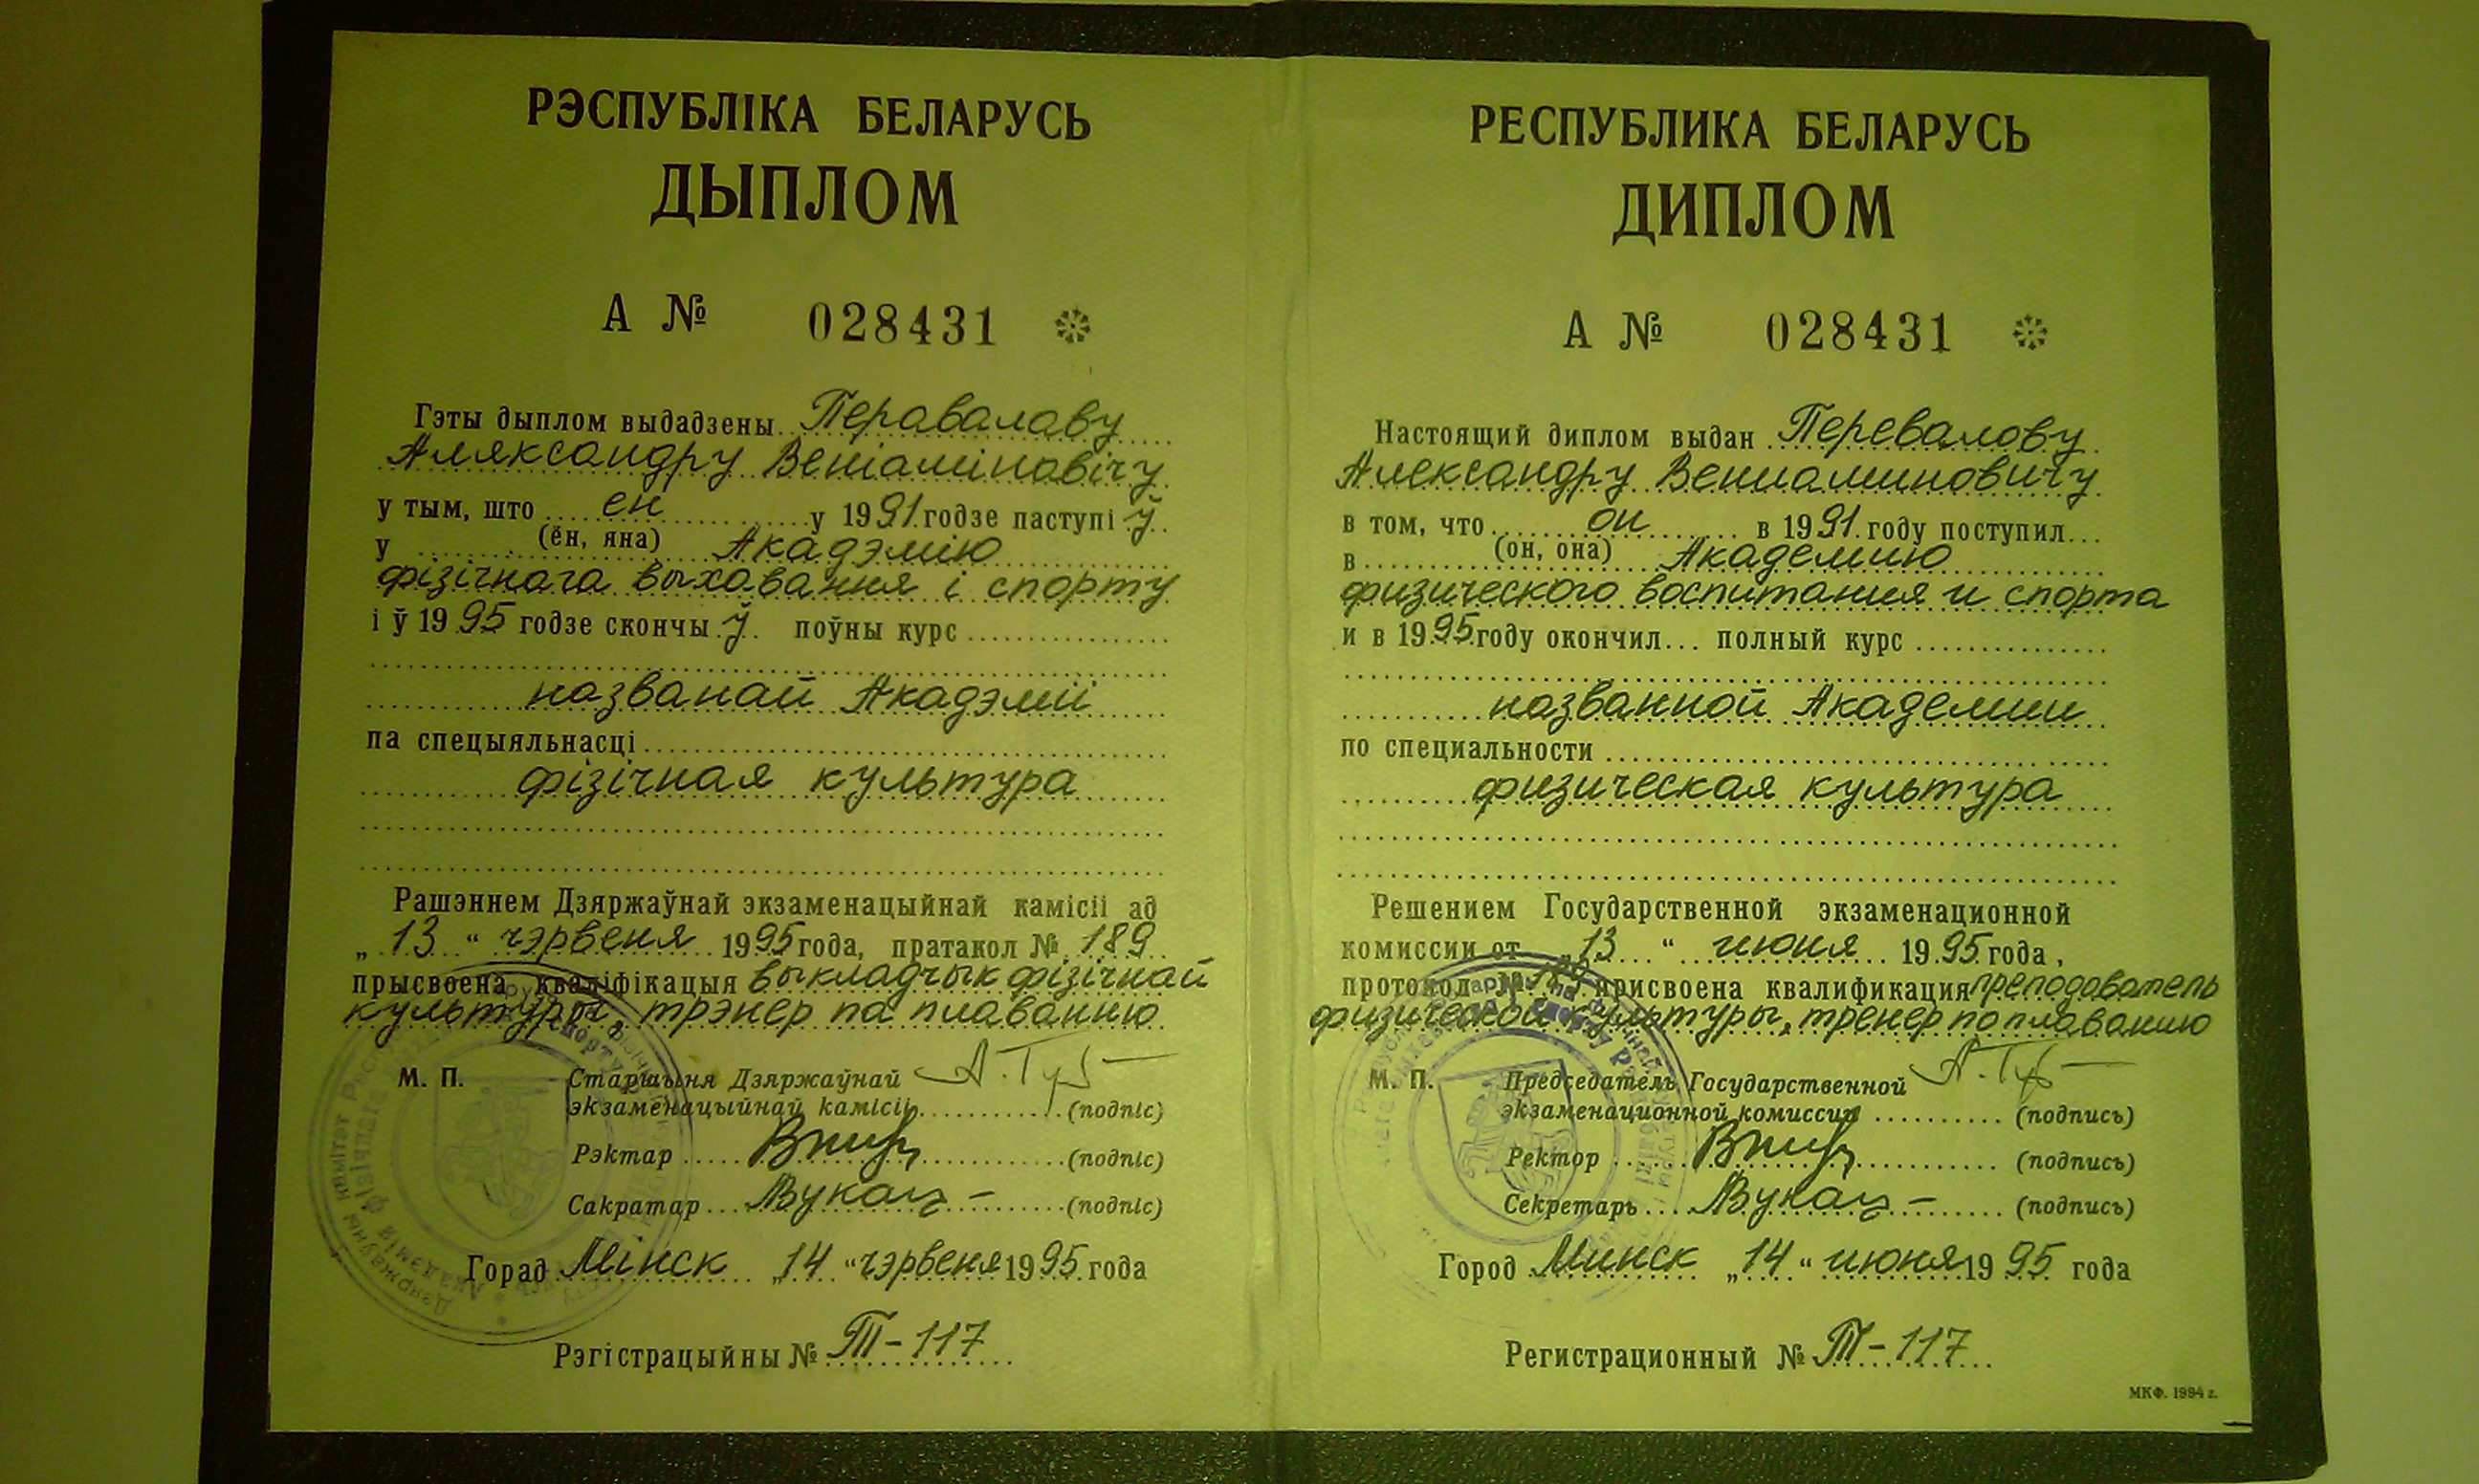 РЭСПУБЛІКА БЕЛАРУСЬ
ДЫПЛОМ
А № 028431
Гэты дыплом выдадзены Перавалаву
Аляксандру Веніямінавічу
у тым, што ен у 1991 годзе паступіў
(ён, яна)
у Акадэмію
фізічнага выхавання і спорту
і ў 1995 годзе скончыў поўны курс
названай Акадэміі
па спецыяльнасці
фізічная культура
Рашэннем Дзяржаўнай экзаменацыйнай камісіі ад
„13“ чэрвеня 1995 года, пратакол № 189
прысвоена кваліфікацыя выкладчык фізічнай
культуры, трэнер па плаванню
М. П.
Старшыня Дзяржаўнай
экзаменацыйнай камісіі (подпіс)
Рэктар (подпіс)
Сакратар (подпіс)
Горад Мінск „14“ чэрвеня 1995 года
Рэгістрацыйны № Т-117
РЕСПУБЛИКА БЕЛАРУСЬ
ДИПЛОМ
А № 028431
Настоящий диплом выдан Перевалову
Александру Вениаминовичу
в том, что он в 1991 году поступил...
(он, она)
в Академию
физического воспитания и спорта
и в 1995 году окончил... полный курс
названной Академии
по специальности
физическая культура
Решением Государственной экзаменационной
комиссии от „13“ июня 1995 года,
протокол № 189 присвоена квалификация преподователь
физической культуры, тренер по плаванию
М. П.
Председатель Государственной
экзаменационной комиссии (подпись)
Ректор (подпись)
Секретарь (подпись)
Город Минск „14“ июня 1995 года
Регистрационный № Т-117
МКФ. 1994 г.